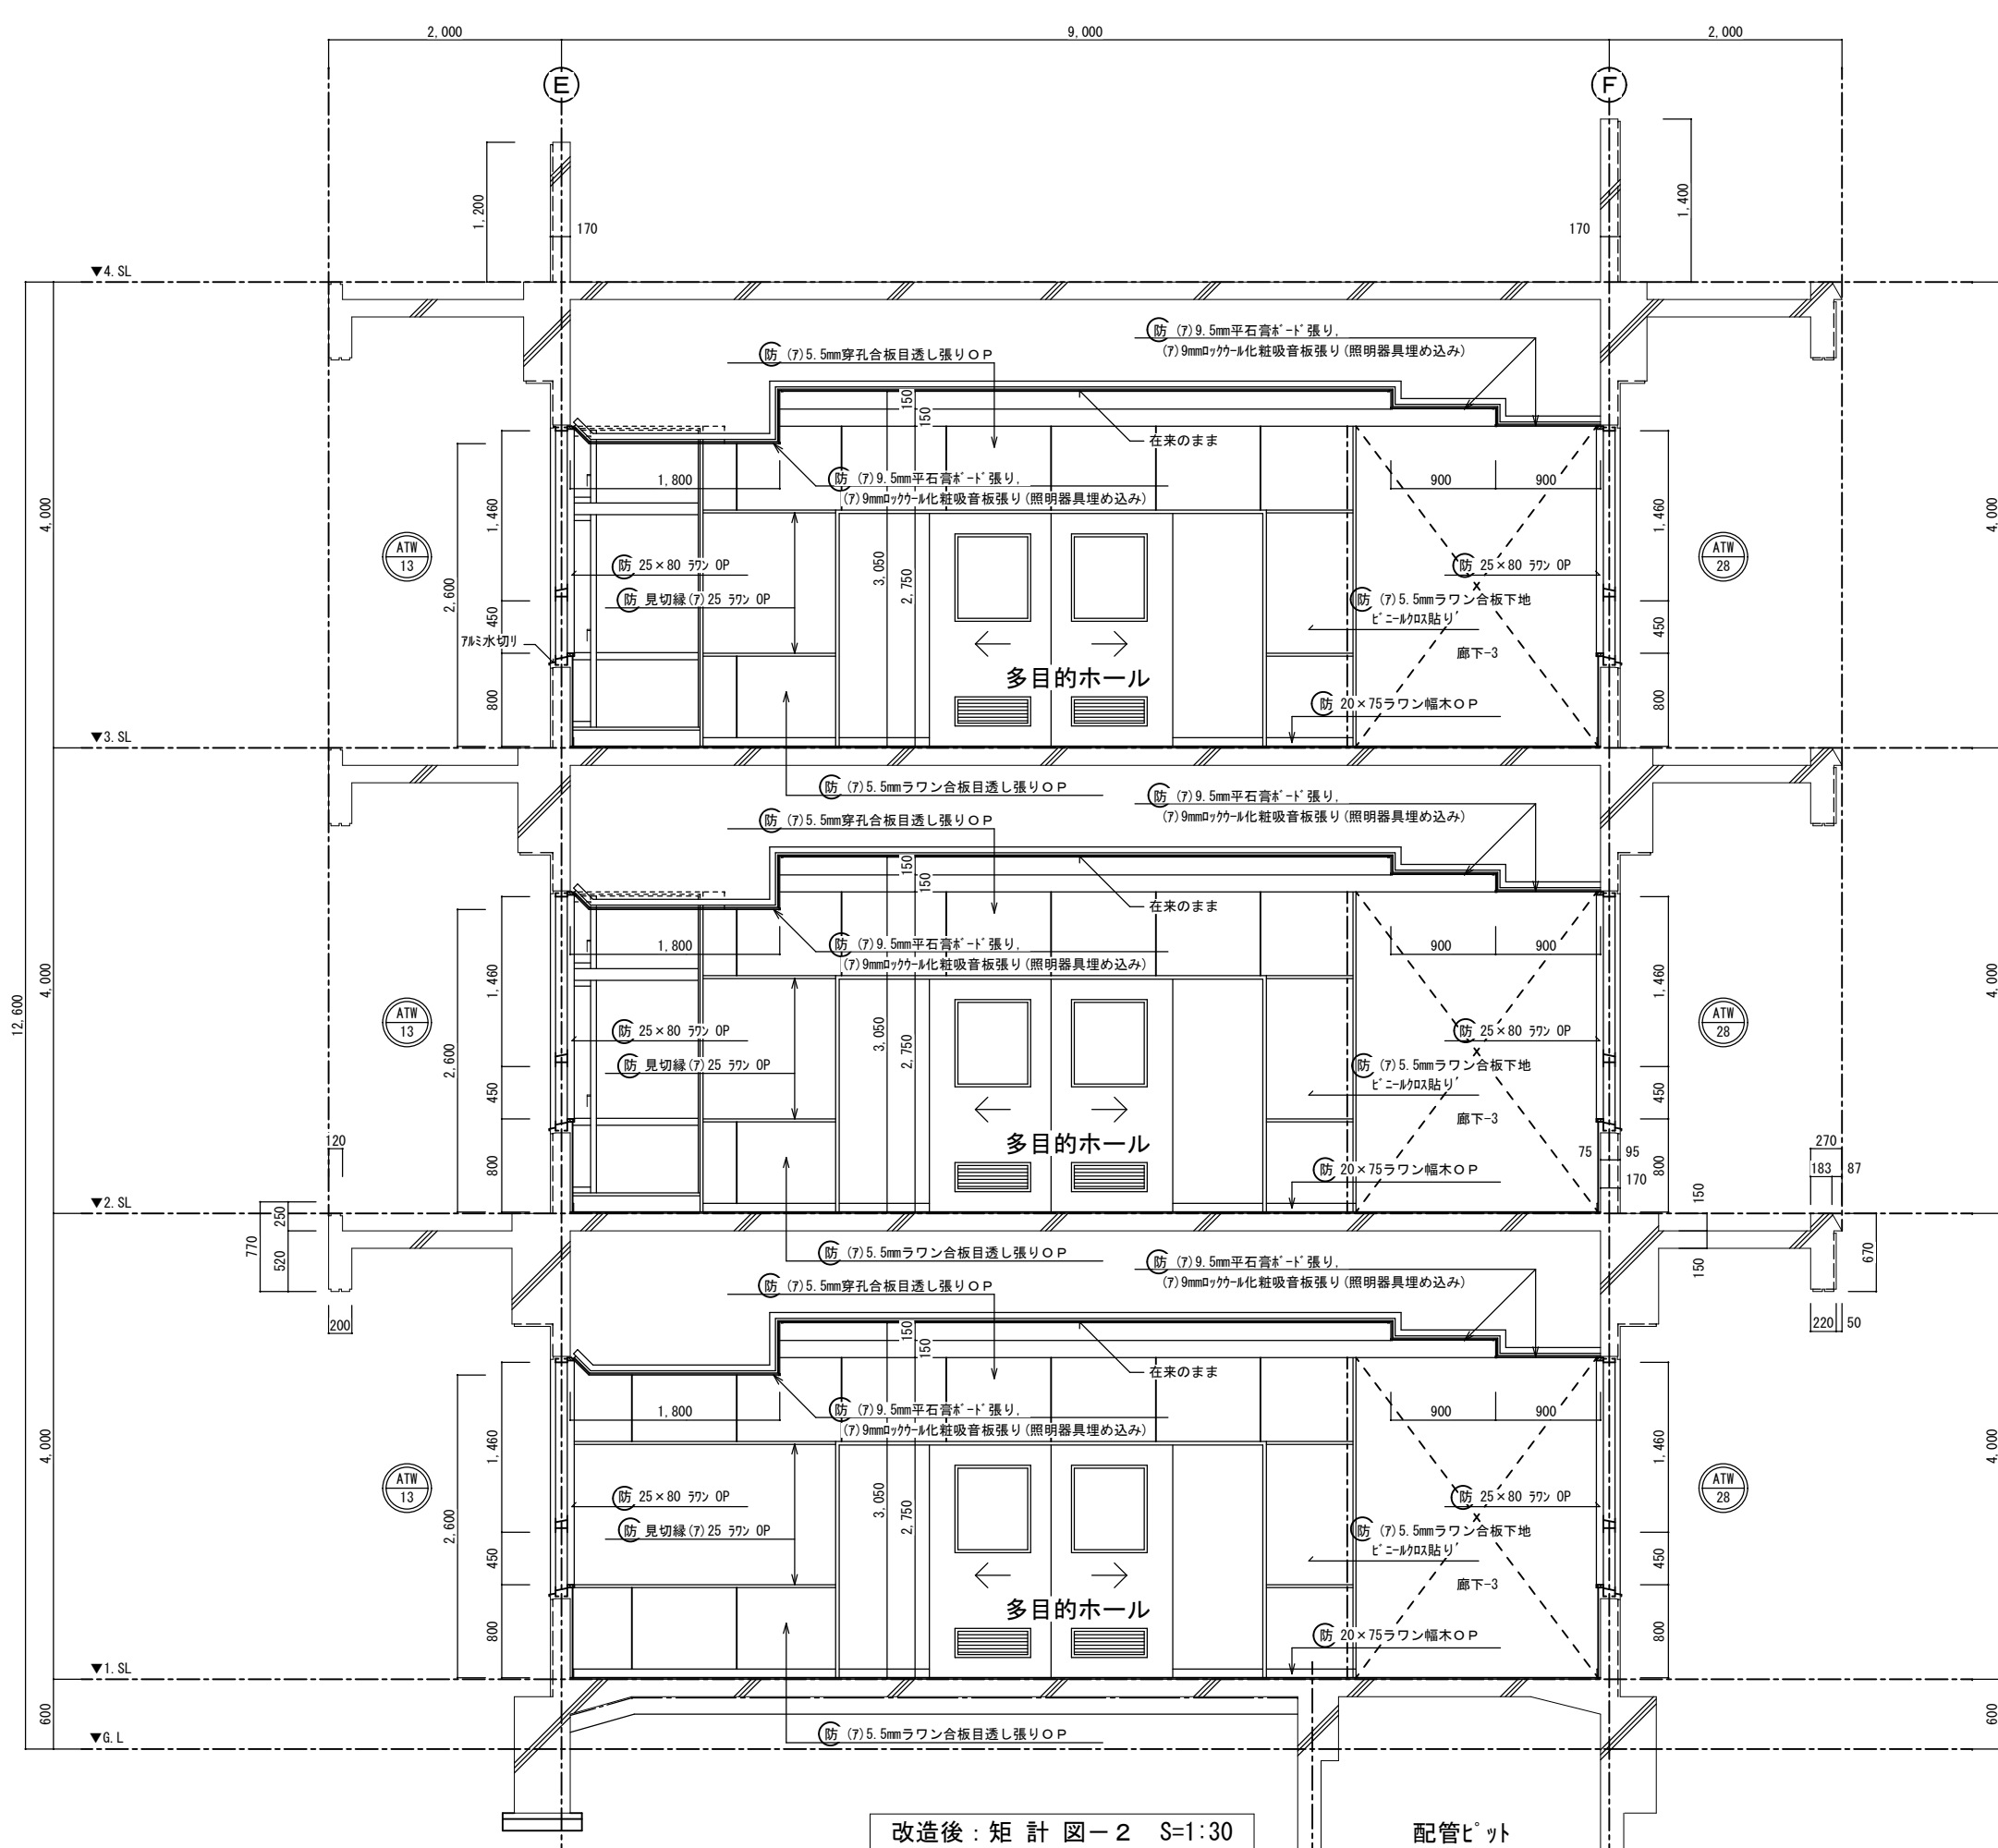 2,000
9,000
2,000
E
F
1,200
170
170
1,400
▼4.SL
防 (ｱ)9.5mm平石膏ﾎﾞｰﾄﾞ張り,
(ｱ)9mmﾛｯｸｳｰﾙ化粧吸音板張り(照明器具埋め込み)
防 (ｱ)5.5mm穿孔合板目透し張りOP
150
150
在来のまま
1,800
防 (ｱ)9.5mm平石膏ﾎﾞｰﾄﾞ張り,
(ｱ)9mmﾛｯｸｳｰﾙ化粧吸音板張り(照明器具埋め込み)
900
900
4,000
2,600
1,460
ATW
13
防 25×80 ﾗﾜﾝ OP
防 見切縁(ｱ)25 ﾗﾜﾝ OP
3,050
2,750
防 25×80 ﾗﾜﾝ OP
防 (ｱ)5.5mmラワン合板下地
ﾋﾞﾆｰﾙｸﾛｽ貼り
1,460
ATW
28
4,000
450
450
ｱﾙﾐ水切り
廊下-3
多目的ホール
800
800
防 20×75ラワン幅木OP
▼3.SL
防 (ｱ)5.5mmラワン合板目透し張りOP
防 (ｱ)9.5mm平石膏ﾎﾞｰﾄﾞ張り,
(ｱ)9mmﾛｯｸｳｰﾙ化粧吸音板張り(照明器具埋め込み)
防 (ｱ)5.5mm穿孔合板目透し張りOP
150
150
在来のまま
1,800
防 (ｱ)9.5mm平石膏ﾎﾞｰﾄﾞ張り,
(ｱ)9mmﾛｯｸｳｰﾙ化粧吸音板張り(照明器具埋め込み)
900
900
12,600
4,000
2,600
1,460
ATW
13
防 25×80 ﾗﾜﾝ OP
防 見切縁(ｱ)25 ﾗﾜﾝ OP
3,050
2,750
防 25×80 ﾗﾜﾝ OP
防 (ｱ)5.5mmラワン合板下地
ﾋﾞﾆｰﾙｸﾛｽ貼り
1,460
ATW
28
4,000
450
450
廊下-3
多目的ホール
120
800
75
95
800
170
270
183
87
防 20×75ラワン幅木OP
▼2.SL
770
250
520
200
150
150
670
220
50
防 (ｱ)5.5mmラワン合板目透し張りOP
防 (ｱ)9.5mm平石膏ﾎﾞｰﾄﾞ張り,
(ｱ)9mmﾛｯｸｳｰﾙ化粧吸音板張り(照明器具埋め込み)
防 (ｱ)5.5mm穿孔合板目透し張りOP
150
150
在来のまま
1,800
防 (ｱ)9.5mm平石膏ﾎﾞｰﾄﾞ張り,
(ｱ)9mmﾛｯｸｳｰﾙ化粧吸音板張り(照明器具埋め込み)
900
900
4,000
2,600
1,460
ATW
13
防 25×80 ﾗﾜﾝ OP
防 見切縁(ｱ)25 ﾗﾜﾝ OP
3,050
2,750
防 25×80 ﾗﾜﾝ OP
防 (ｱ)5.5mmラワン合板下地
ﾋﾞﾆｰﾙｸﾛｽ貼り
1,460
ATW
28
4,000
450
450
廊下-3
多目的ホール
800
800
防 20×75ラワン幅木OP
▼1.SL
600
600
防 (ｱ)5.5mmラワン合板目透し張りOP
▼G.L
改造後：矩 計 図－２ S=1:30
配管ﾋﾟｯﾄ